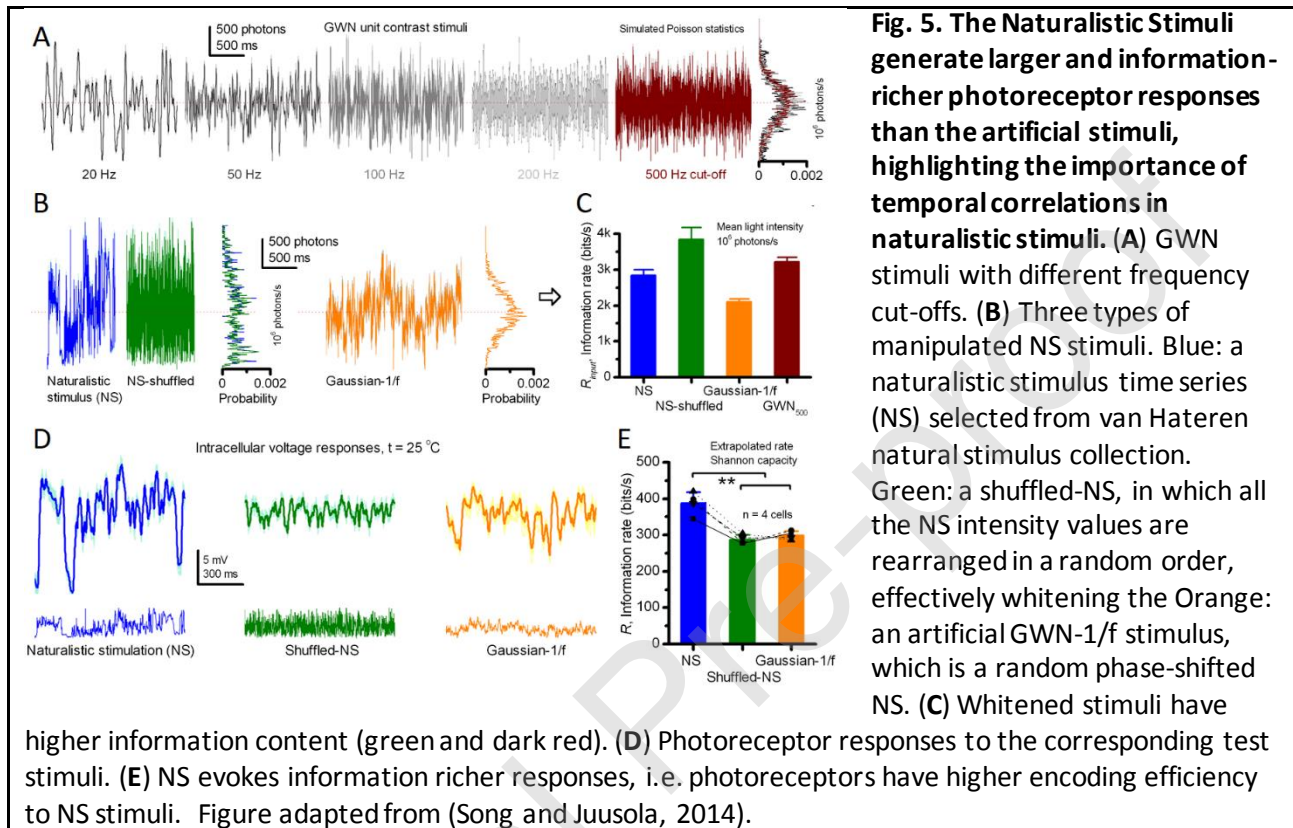 A
500 photons
500 ms
GWN unit contrast stimuli
500 photons
500 ms
Simulated Poisson statistics
10⁶ photons/s
20 Hz
50 Hz
100 Hz
200 Hz
500 Hz cut-off
0
0.002
B
500 photons
500 ms
10⁶ photons/s
Naturalistic
stimulus (NS)
NS-shuffled
0
0.002
Probability
Gaussian-1/f
0
0.002
Probability
C
Mean light intensity
10⁶ photons/s
Rinput, Information rate (bits/s)
4k
3k
2k
1k
0
NS
Gaussian-1/f
NS-shuffled
GWN500
D
Intracellular voltage responses, t = 25 °C
5 mV
300 ms
Naturalistic stimulation (NS)
Shuffled-NS
Gaussian-1/f
E
Extrapolated rate
Shannon capacity
**
n = 4 cells
R, Information rate (bits/s)
500
400
300
200
100
0
NS
Gaussian-1/f
Shuffled-NS
Fig. 5. The Naturalistic Stimuli
generate larger and information-
richer photoreceptor responses
than the artificial stimuli,
highlighting the importance of
temporal correlations in
naturalistic stimuli. (A) GWN
stimuli with different frequency
cut-offs. (B) Three types of
manipulated NS stimuli. Blue: a
naturalistic stimulus time series
(NS) selected from van Hateren
natural stimulus collection.
Green: a shuffled-NS, in which all
the NS intensity values are
rearranged in a random order,
effectively whitening the Orange:
an artificial GWN-1/f stimulus,
which is a random phase-shifted
NS. (C) Whitened stimuli have
higher information content (green and dark red). (D) Photoreceptor responses to the corresponding test
stimuli. (E) NS evokes information richer responses, i.e. photoreceptors have higher encoding efficiency
to NS stimuli. Figure adapted from (Song and Juusola, 2014).
Pre-proof